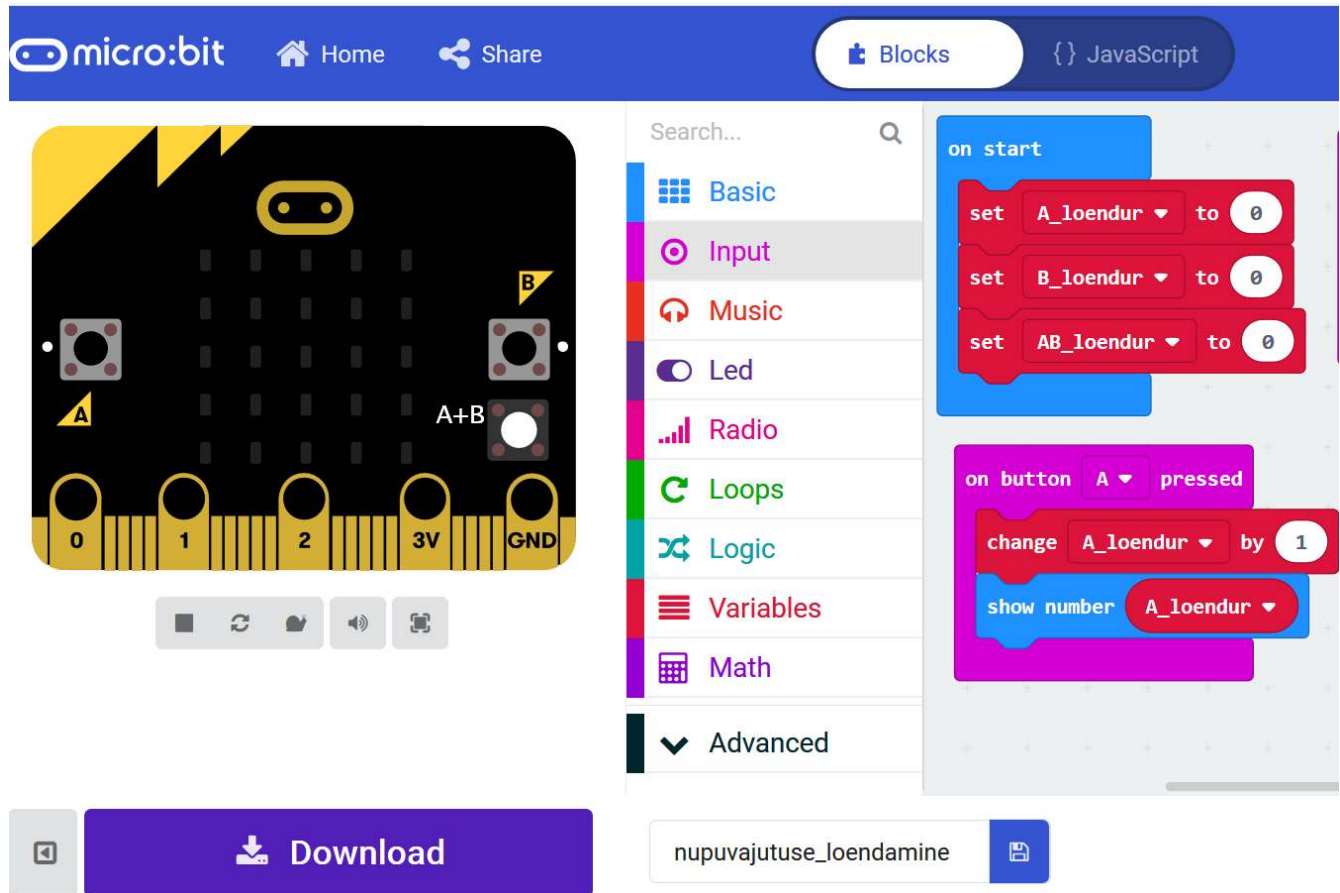 micro:bit Home Share Blocks {} JavaScript
B
A
A+B
0 1 2 3V GND
Search...
Basic
Input
Music
Led
Radio
Loops
Logic
Variables
Math
Advanced
on start
set A_loendur to 0
set B_loendur to 0
set AB_loendur to 0
on button A pressed
change A_loendur by 1
show number A_loendur
Download
nupuvajutuse_loendamine